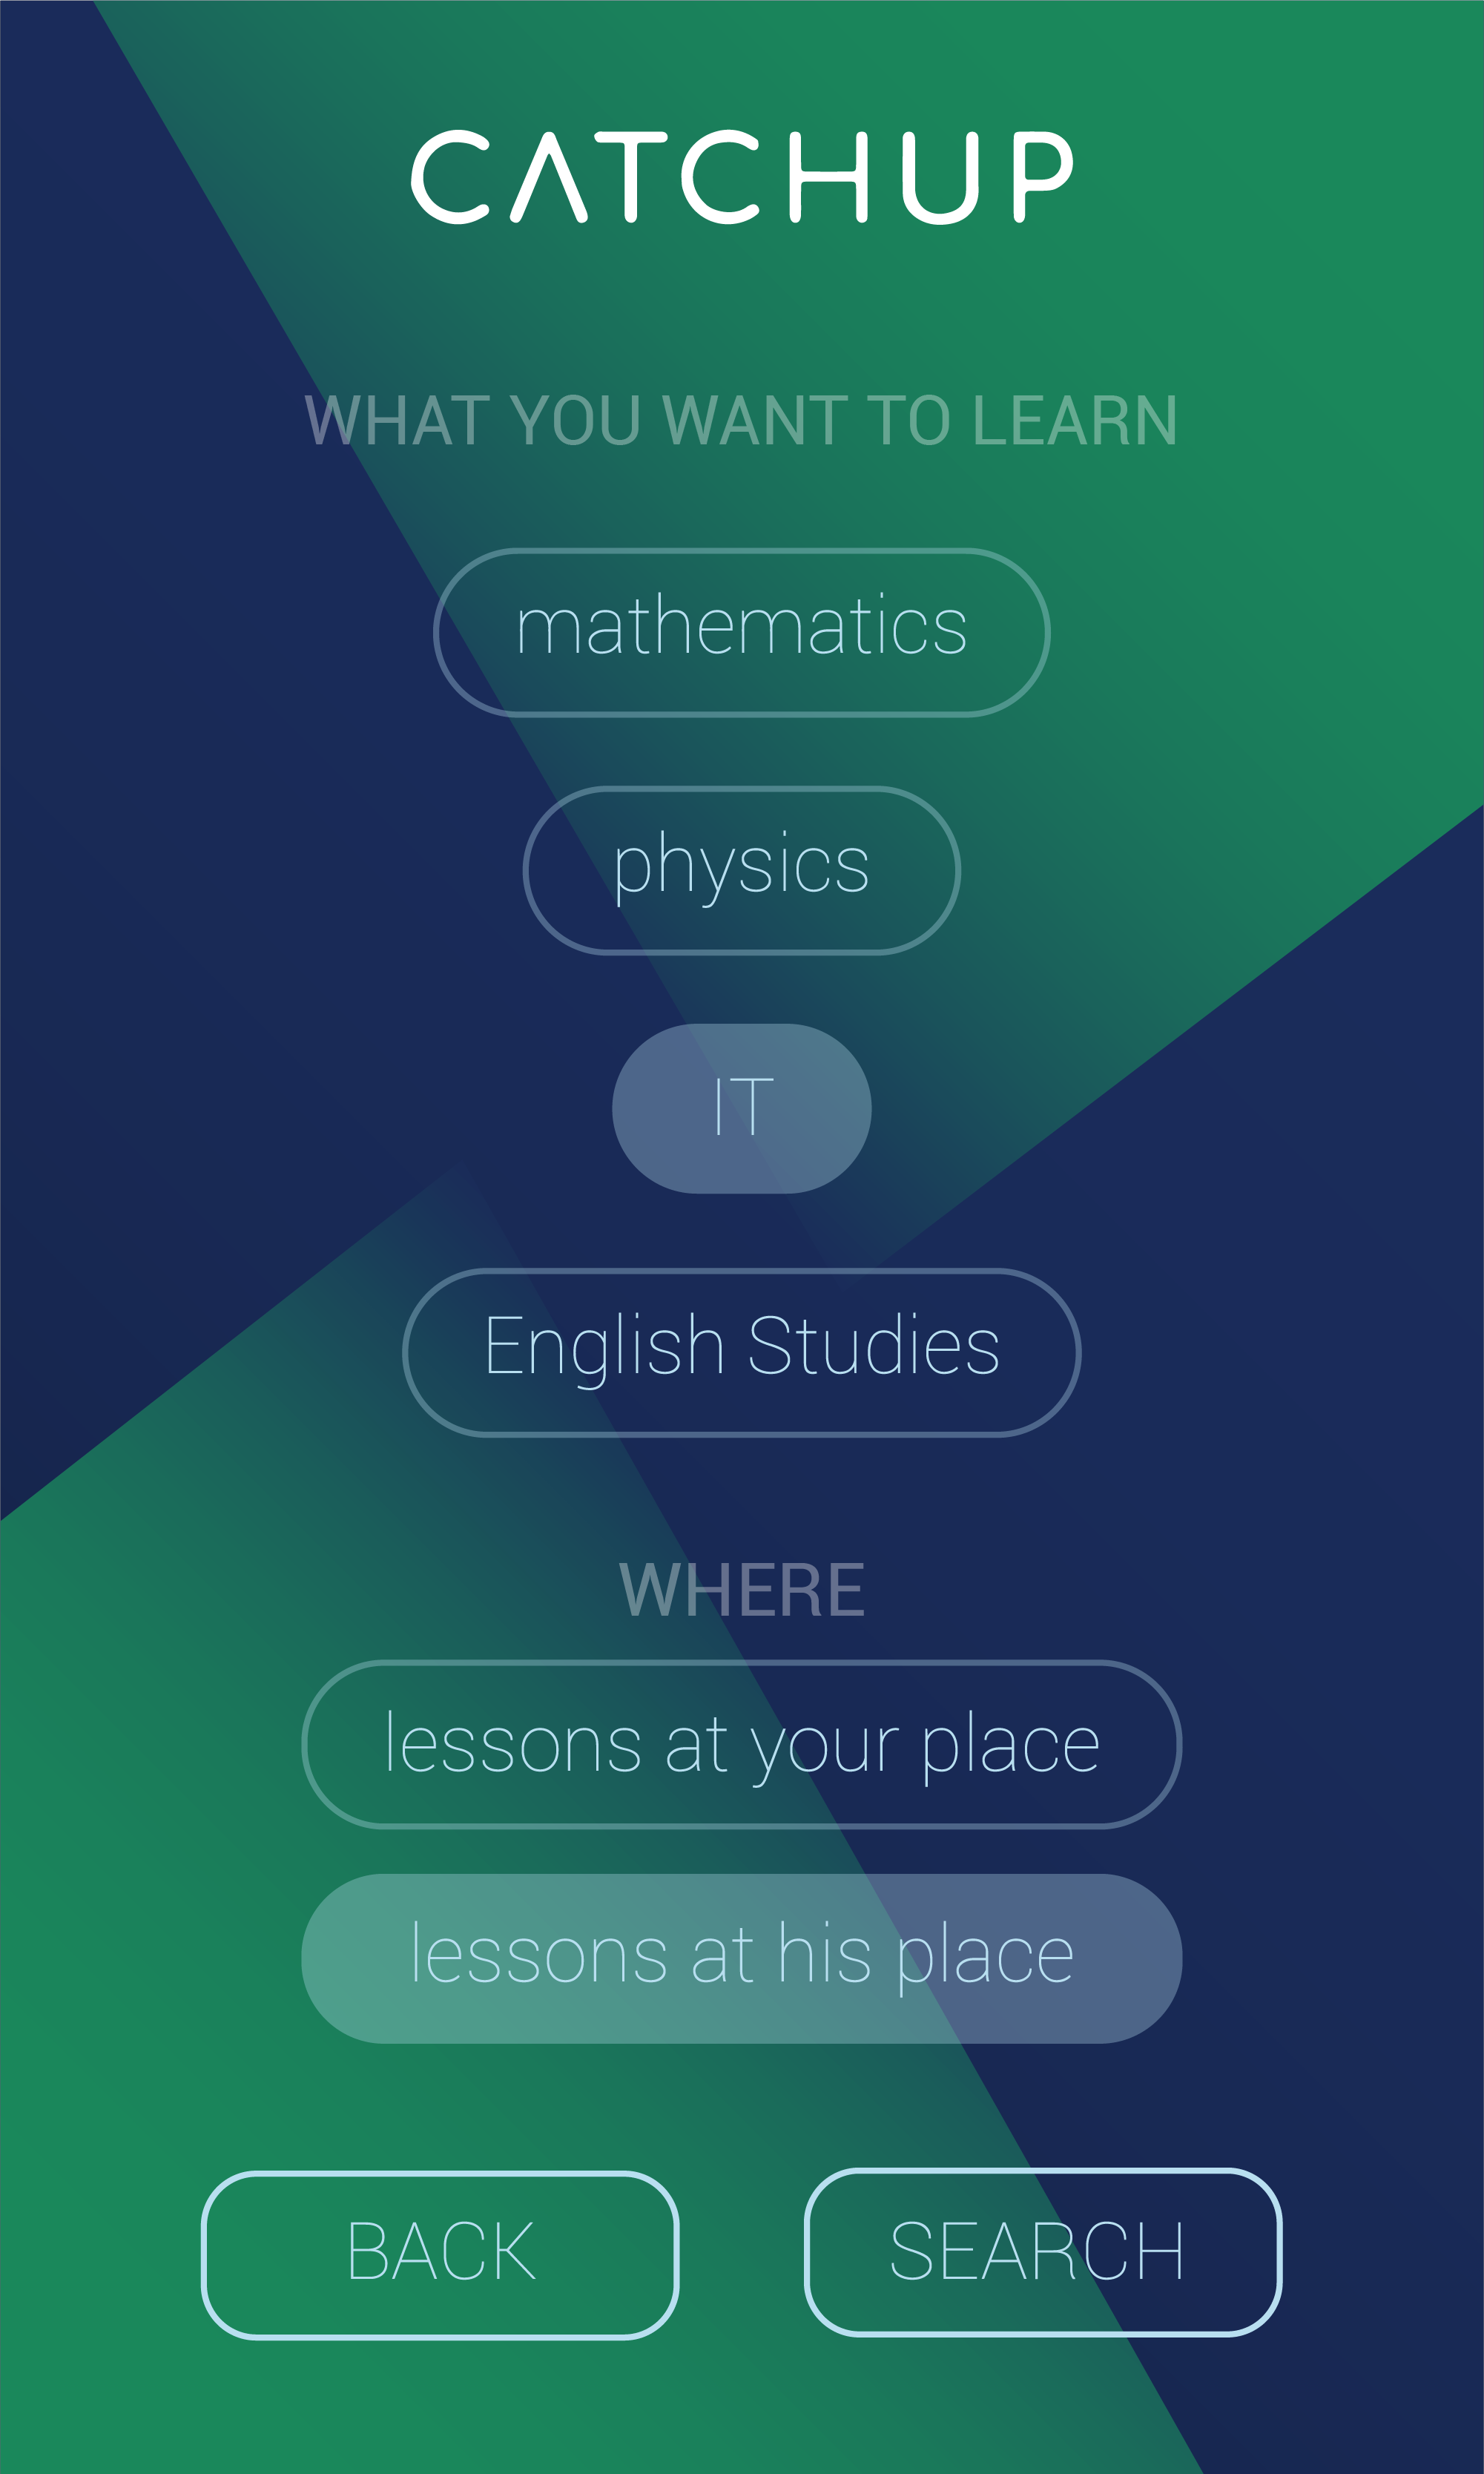 CATCHUP
WHAT YOU WANT TO LEARN
mathematics
physics
IT
English Studies
WHERE
lessons at your place
lessons at his place
BACK
SEARCH